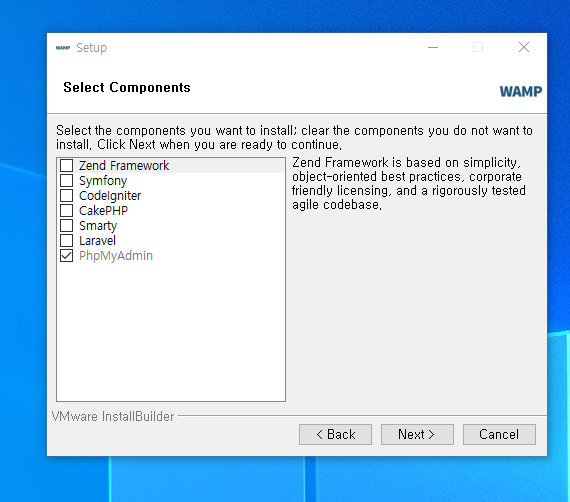 WAMP Setup
Select Components
WAMP
Select the components you want to install; clear the components you do not want to
install. Click Next when you are ready to continue.
Zend Framework
Symfony
CodeIgniter
CakePHP
Smarty
Laravel
PhpMyAdmin
Zend Framework is based on simplicity,
object-oriented best practices, corporate
friendly licensing, and a rigorously tested
agile codebase.
VMware InstallBuilder
< Back Next > Cancel